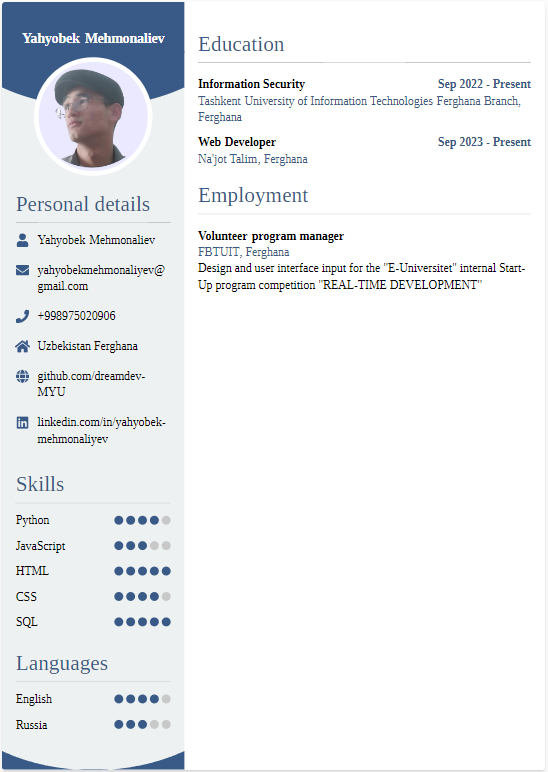 Yahyobek Mehmonaliev
Personal details
Yahyobek Mehmonaliev
yahyobekmehmonaliyev@
gmail.com
+998975020906
Uzbekistan Ferghana
github.com/dreamdev-
MYU
linkedin.com/in/yahyobek-
mehmonaliyev
Skills
Python
JavaScript
HTML
CSS
SQL
Languages
English
Russia
Education
Information Security Sep 2022 - Present
Tashkent University of Information Technologies Ferghana Branch,
Ferghana
Web Developer Sep 2023 - Present
Na'jot Talim, Ferghana
Employment
Volunteer program manager
FBTUIT, Ferghana
Design and user interface input for the "E-Universitet" internal Start-
Up program competition "REAL-TIME DEVELOPMENT"